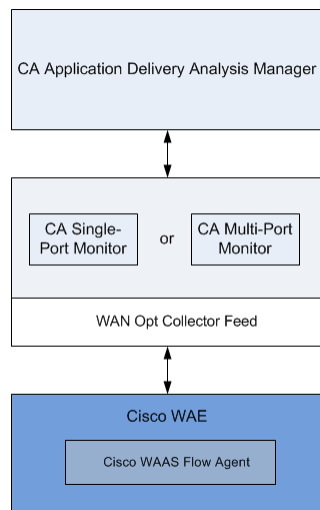 CA Application Delivery Analysis Manager
CA Single-
Port Monitor
or
CA Multi-Port
Monitor
WAN Opt Collector Feed
Cisco WAE
Cisco WAAS Flow Agent